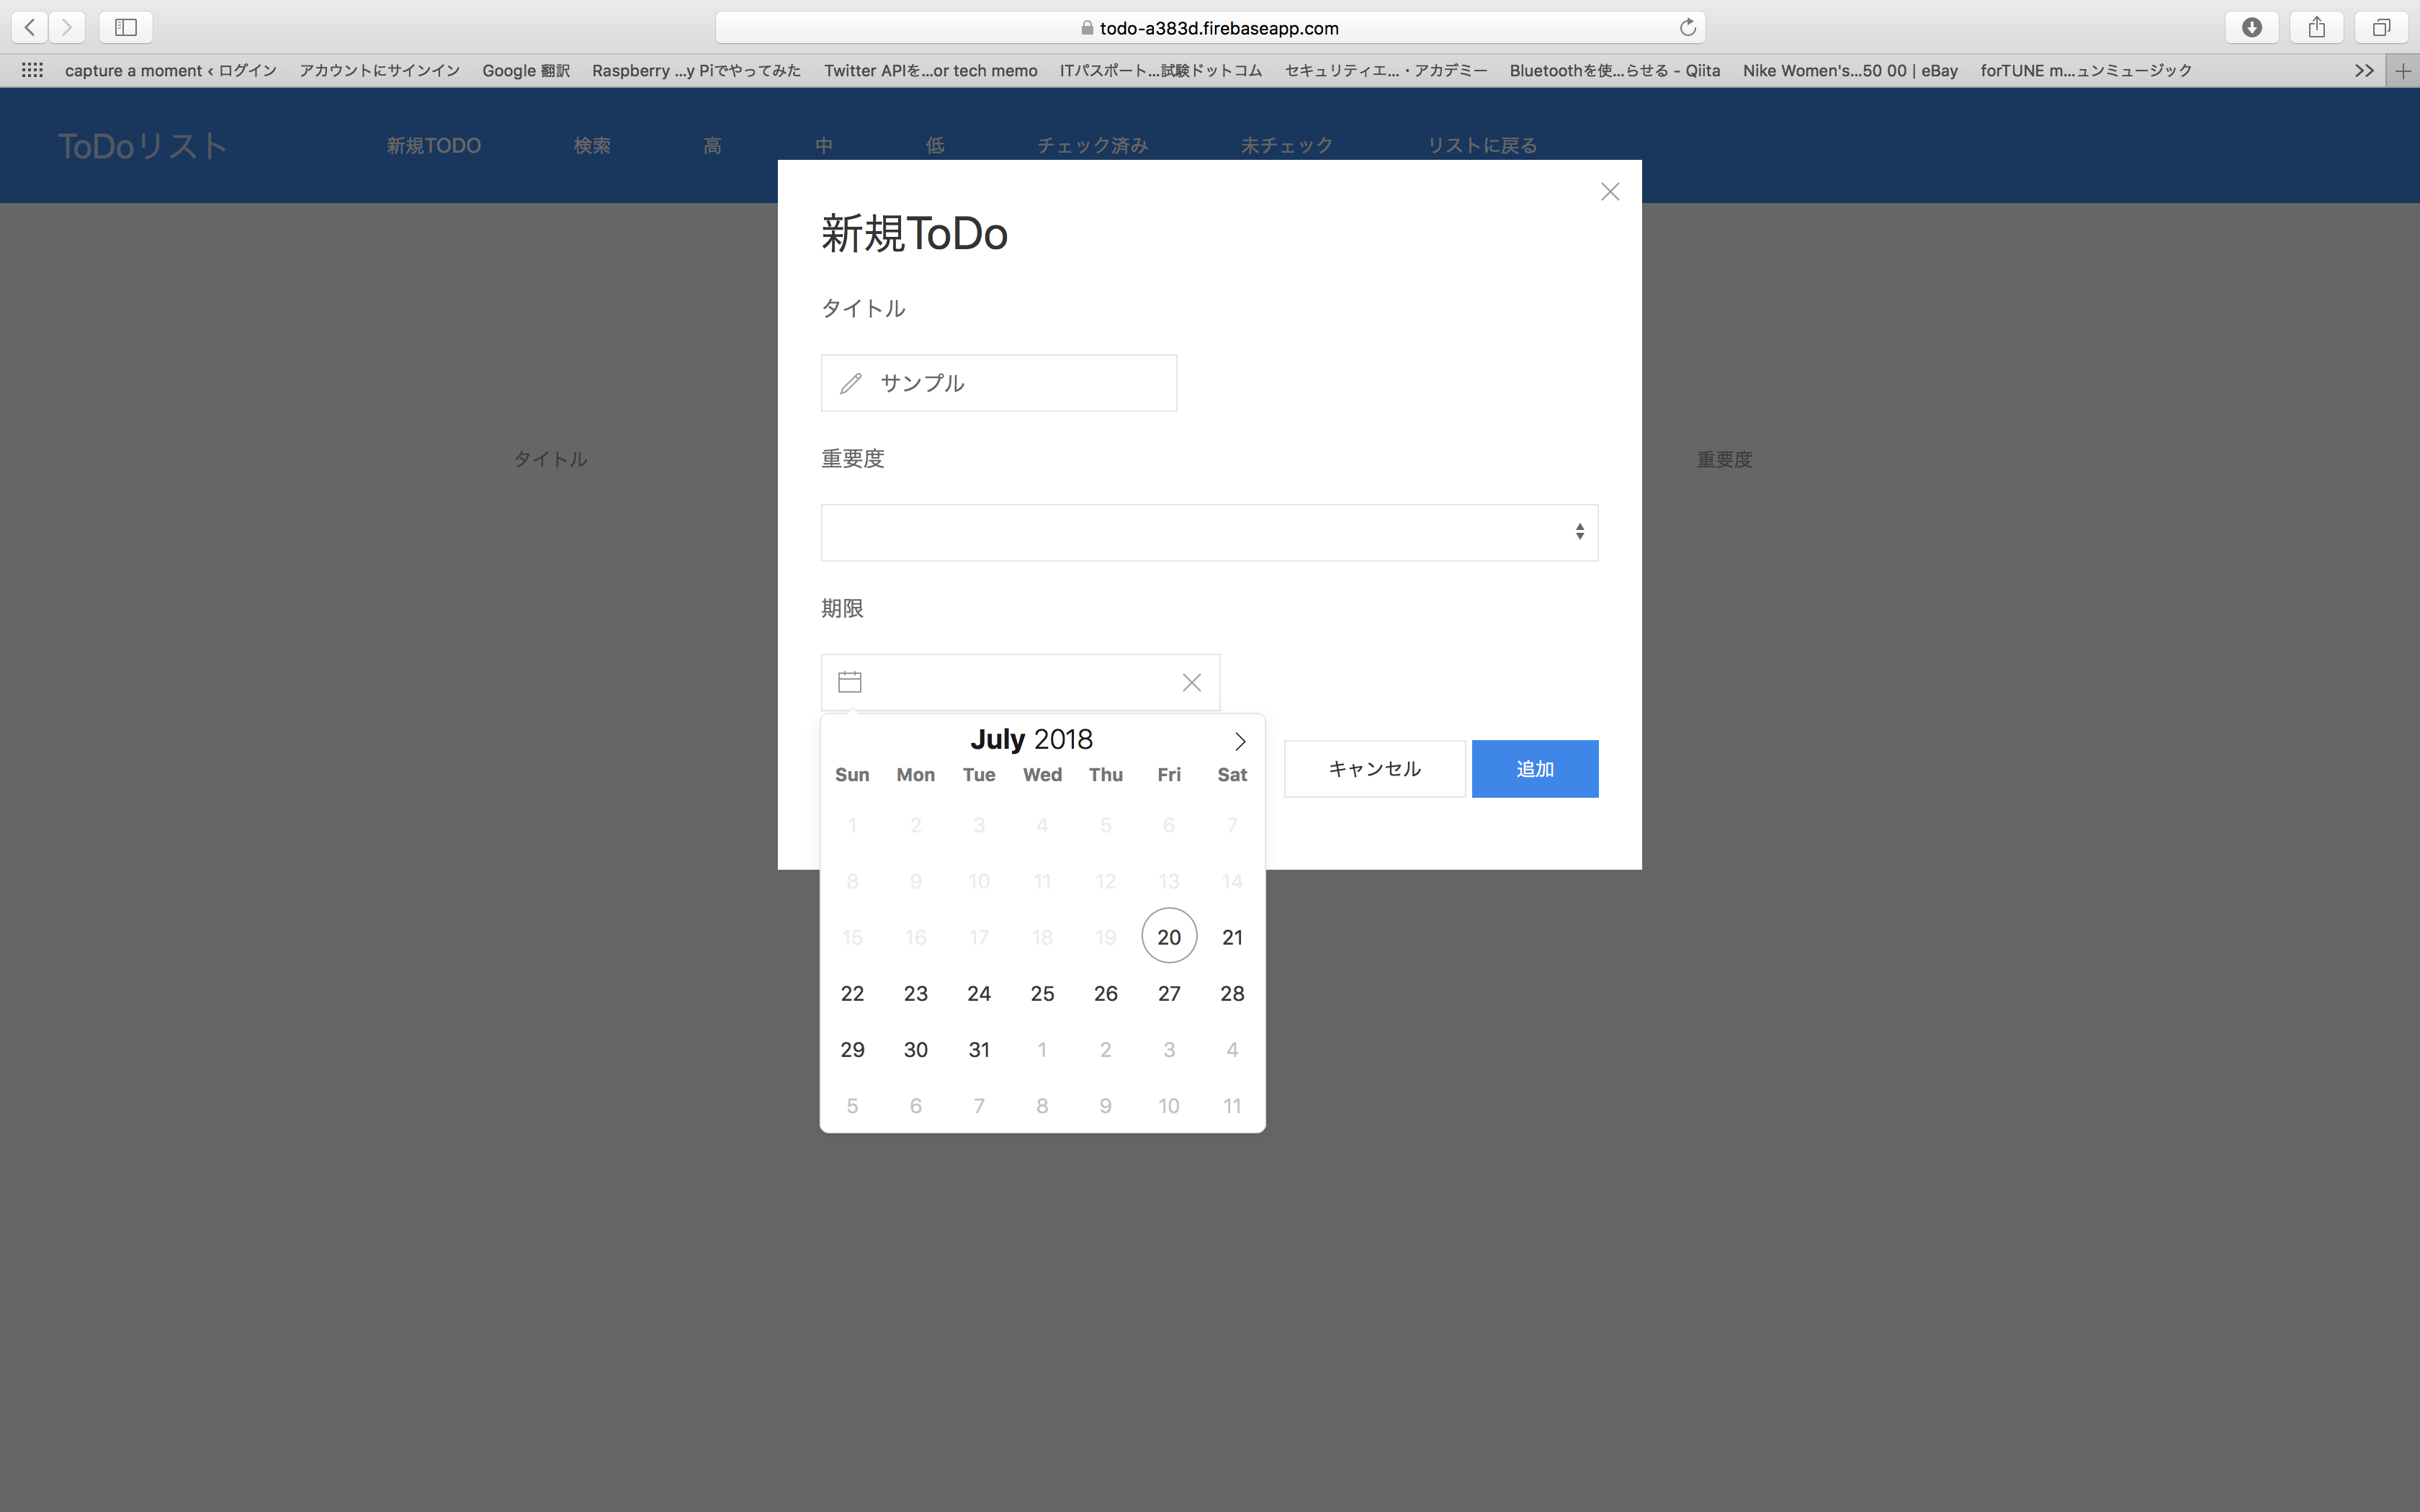 todo-a383d.firebaseapp.com
capture a moment ‹ ログイン アカウントにサインイン Google 翻訳 Raspberry ...y Piでやってみた Twitter APIを...or tech memo ITパスポート...試験ドットコム セキュリティエ...・アカデミー Bluetoothを使...らせる - Qiita Nike Women's...50 00 | eBay forTUNE m...ュンミュージック
ToDoリスト 新規TODO 検索 高 中 低 チェック済み 未チェック リストに戻る
新規ToDo
タイトル
サンプル
重要度
タイトル 重要度
期限
July 2018
Sun Mon Tue Wed Thu Fri Sat
キャンセル 追加
1 2 3 4 5 6 7
8 9 10 11 12 13 14
15 16 17 18 19 20 21
22 23 24 25 26 27 28
29 30 31 1 2 3 4
5 6 7 8 9 10 11